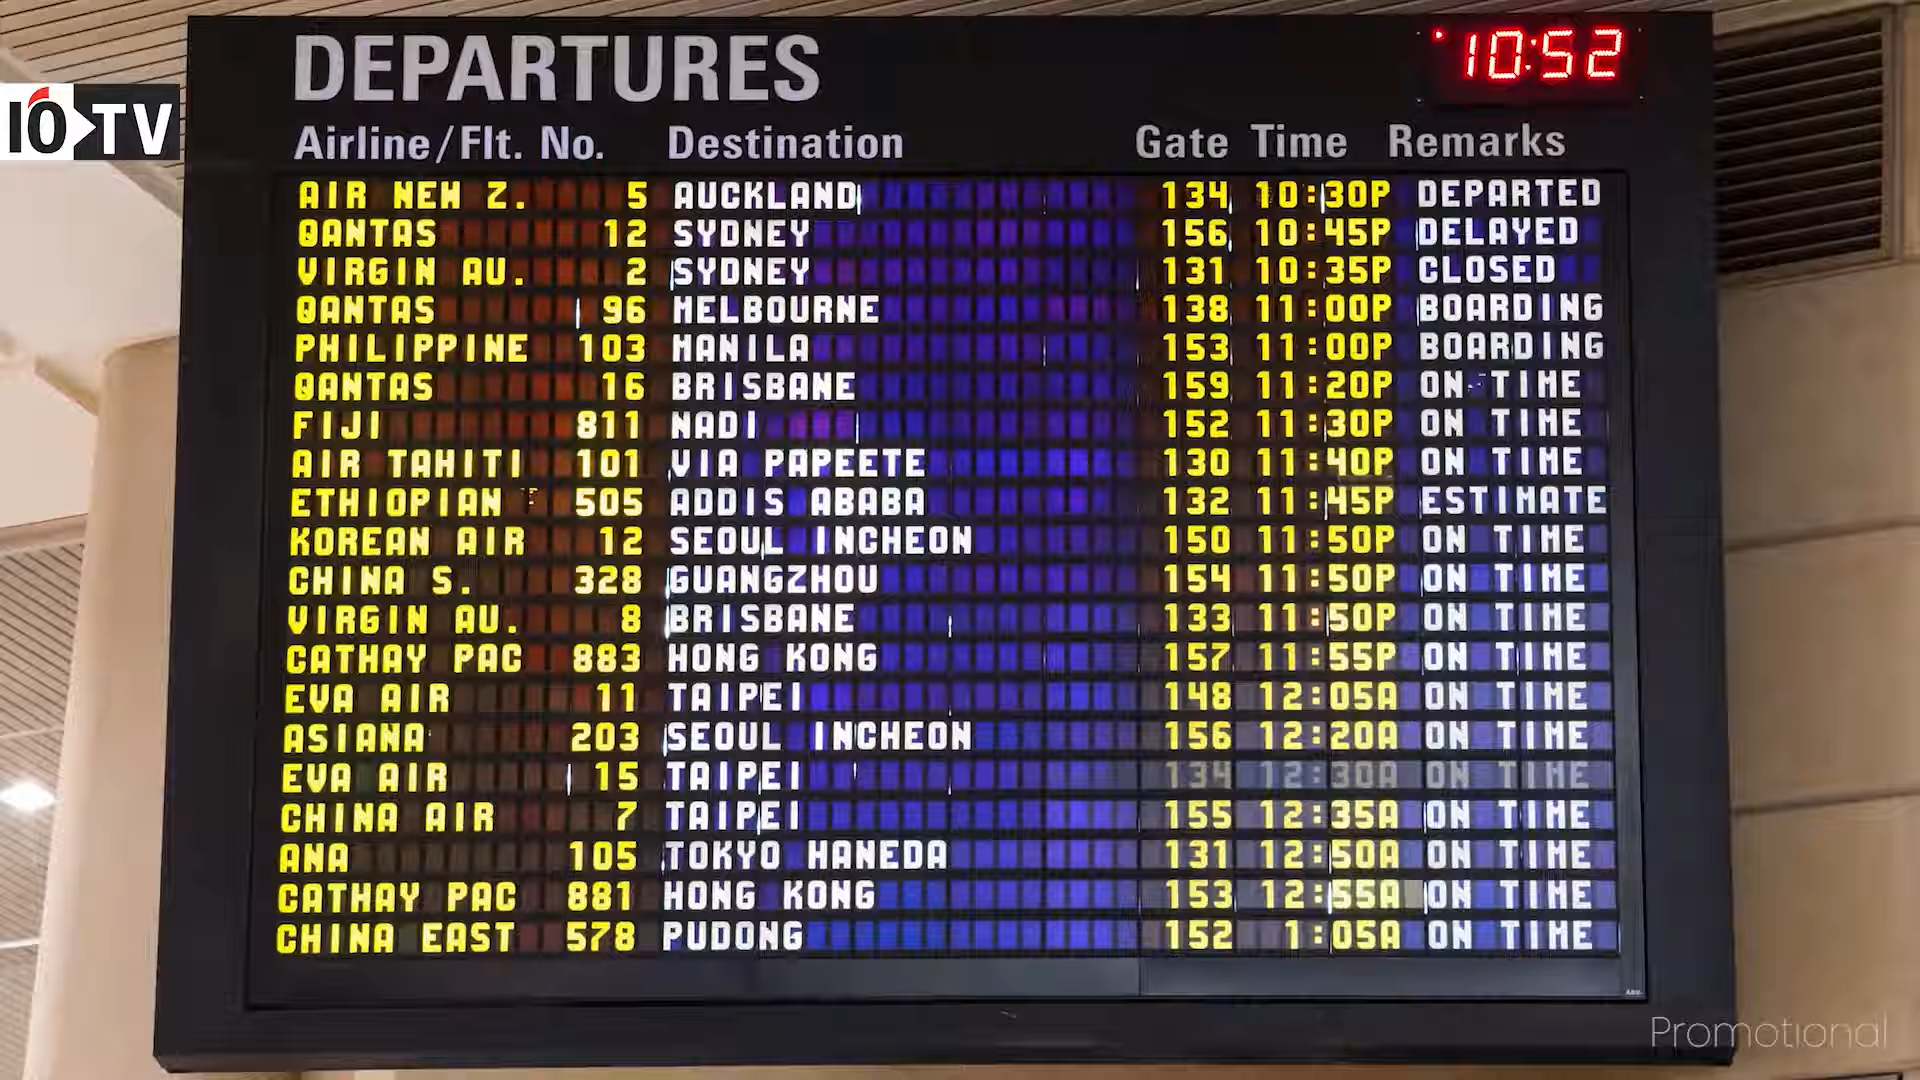 DEPARTURES 10:52
IO TV
Airline/Flt. No. Destination Gate Time Remarks
AIR NEW Z. 5 AUCKLAND 134 10:30P DEPARTED
QANTAS 12 SYDNEY 156 10:45P DELAYED
VIRGIN AU. 2 SYDNEY 131 10:35P CLOSED
QANTAS 96 MELBOURNE 138 11:00P BOARDING
PHILIPPINE 103 MANILA 153 11:00P BOARDING
QANTAS 16 BRISBANE 159 11:20P ON TIME
FIJI 811 NADI 152 11:30P ON TIME
AIR TAHITI 101 VIA PAPEETE 130 11:40P ON TIME
ETHIOPIAN 505 ADDIS ABABA 132 11:45P ESTIMATE
KOREAN AIR 12 SEOUL INCHEON 150 11:50P ON TIME
CHINA S. 328 GUANGZHOU 154 11:50P ON TIME
VIRGIN AU. 8 BRISBANE 133 11:50P ON TIME
CATHAY PAC 883 HONG KONG 157 11:55P ON TIME
EVA AIR 11 TAIPEI 148 12:05A ON TIME
ASIANA 203 SEOUL INCHEON 156 12:20A ON TIME
EVA AIR 15 TAIPEI 134 12:30A ON TIME
CHINA AIR 7 TAIPEI 155 12:35A ON TIME
ANA 105 TOKYO HANEDA 131 12:50A ON TIME
CATHAY PAC 881 HONG KONG 153 12:55A ON TIME
CHINA EAST 578 PUDONG 152 1:05A ON TIME
Promotional